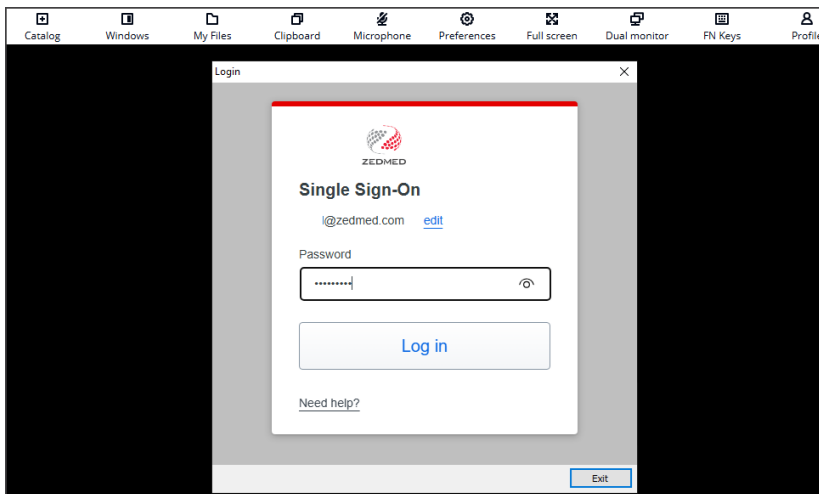 Catalog Windows My Files Clipboard Microphone Preferences Full screen Dual monitor FN Keys Profile
Login
ZEDMED
Single Sign-On
l@zedmed.com edit
Password
•••••••••
Log in
Need help?
Exit